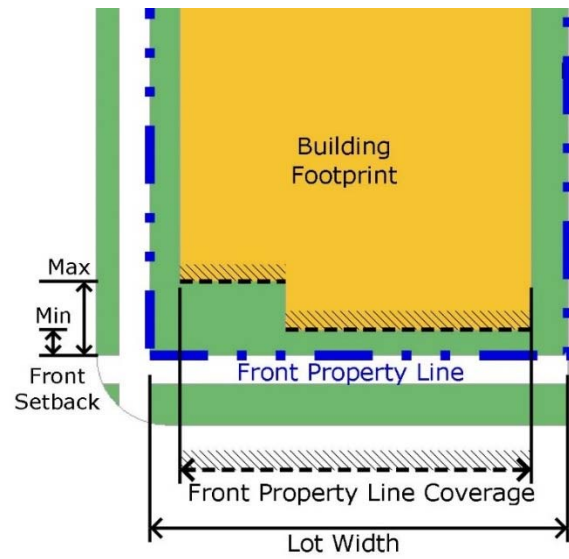 Building
Footprint
Max
Min
Front
Setback
Front Property Line
Front Property Line Coverage
Lot Width